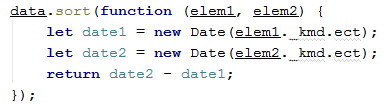 data.sort(function (elem1, elem2) {
    let date1 = new Date(elem1._kmd.ect);
    let date2 = new Date(elem2._kmd.ect);
    return date2 - date1;
});